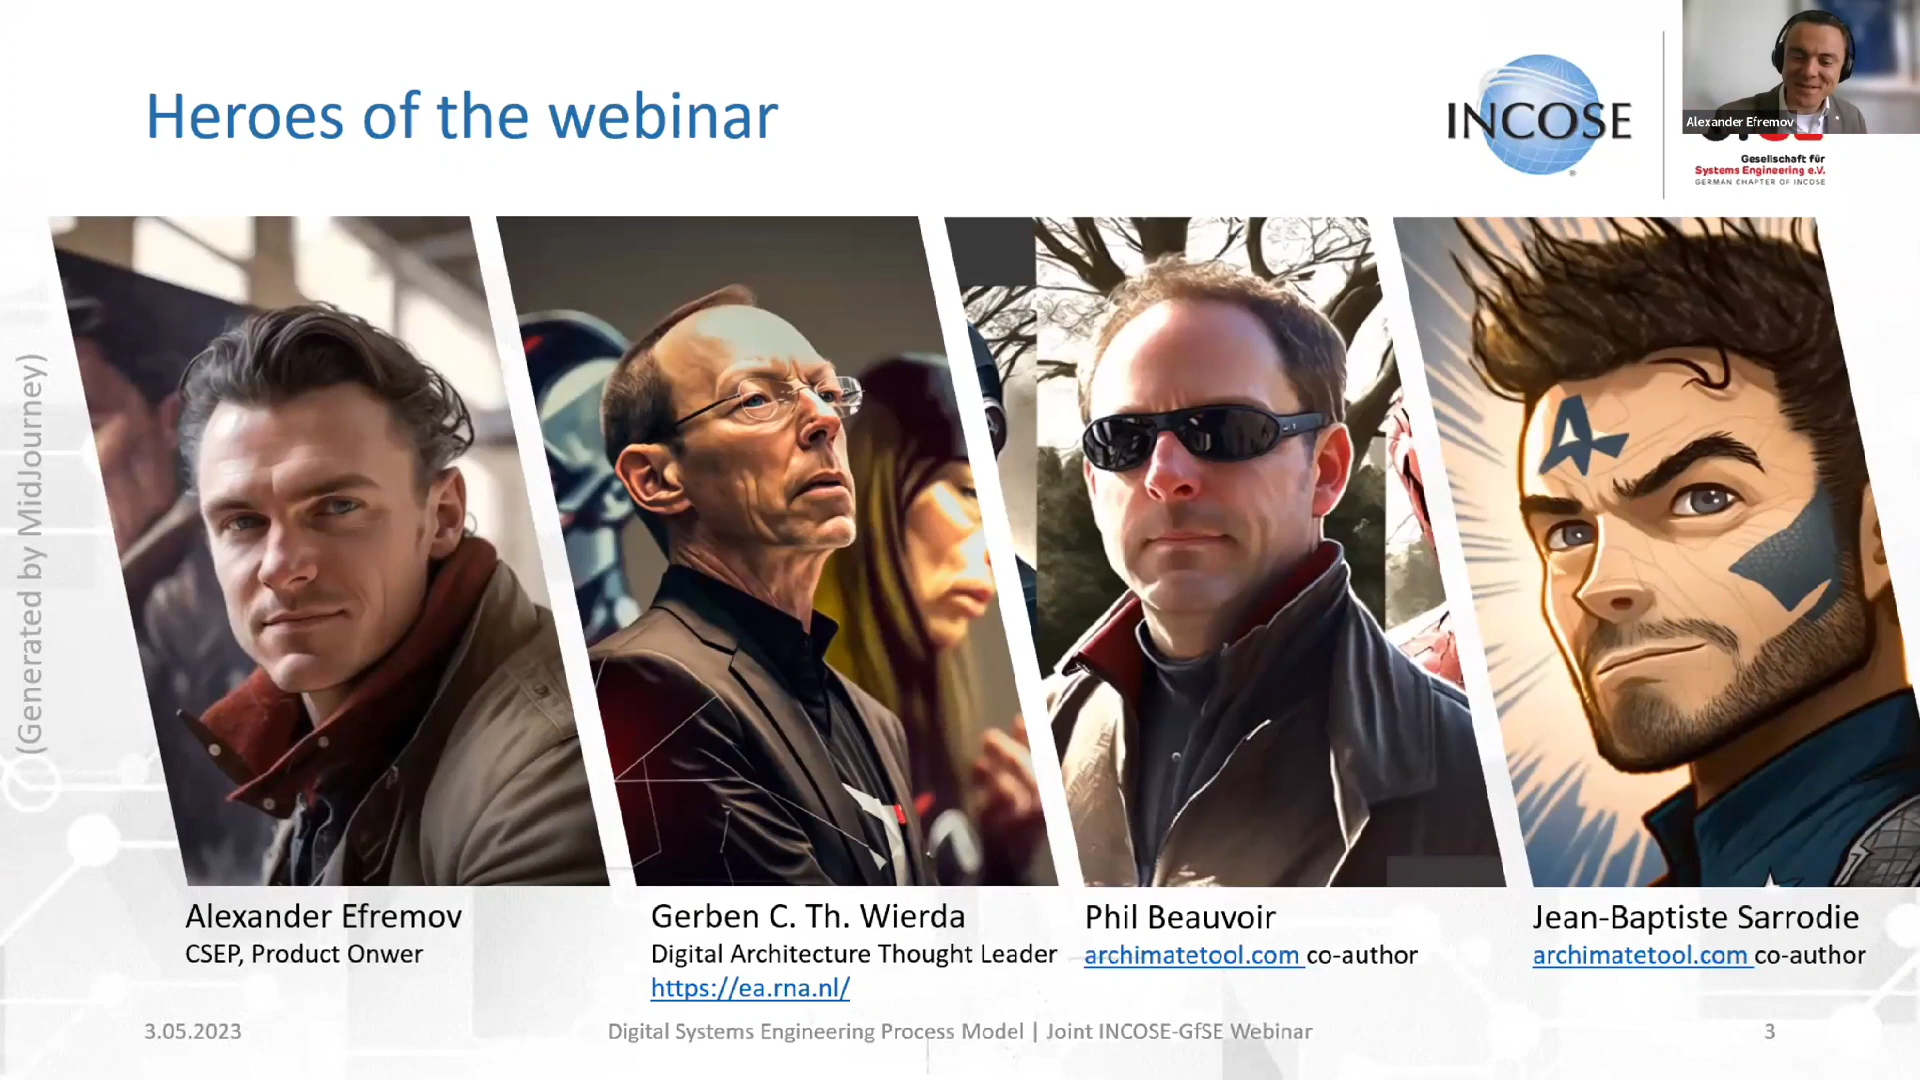 Heroes of the webinar
INCOSE
®
Alexander Efremov
Gesellschaft für
Systems Engineering e.V.
GERMAN CHAPTER OF INCOSE
(Generated by MidJourney)
Alexander Efremov
CSEP, Product Onwer
Gerben C. Th. Wierda
Digital Architecture Thought Leader
https://ea.rna.nl/
Phil Beauvoir
archimatetool.com co-author
Jean-Baptiste Sarrodie
archimatetool.com co-author
3.05.2023
Digital Systems Engineering Process Model | Joint INCOSE-GfSE Webinar
3